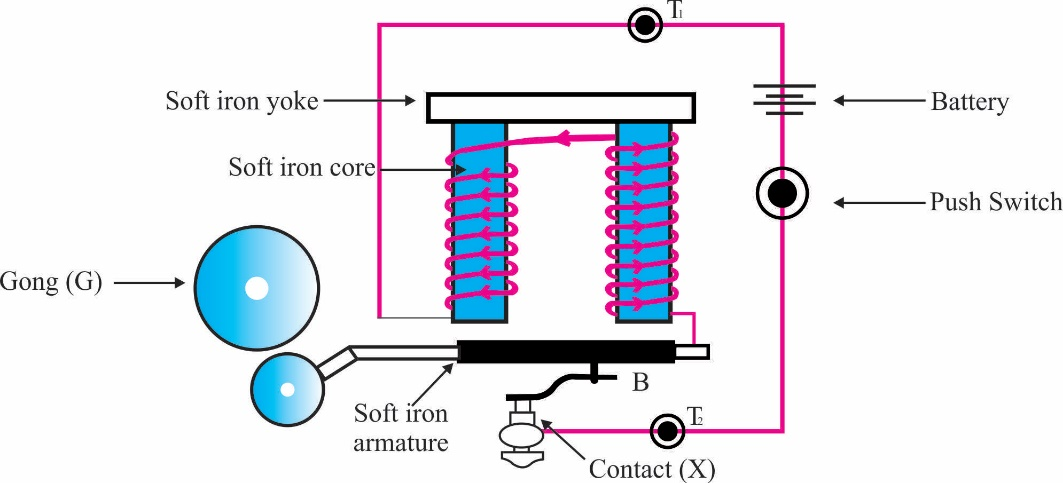 T1
Soft iron yoke
Battery
Soft iron core
Push Switch
Gong (G)
B
Soft iron
armature
T2
Contact (X)